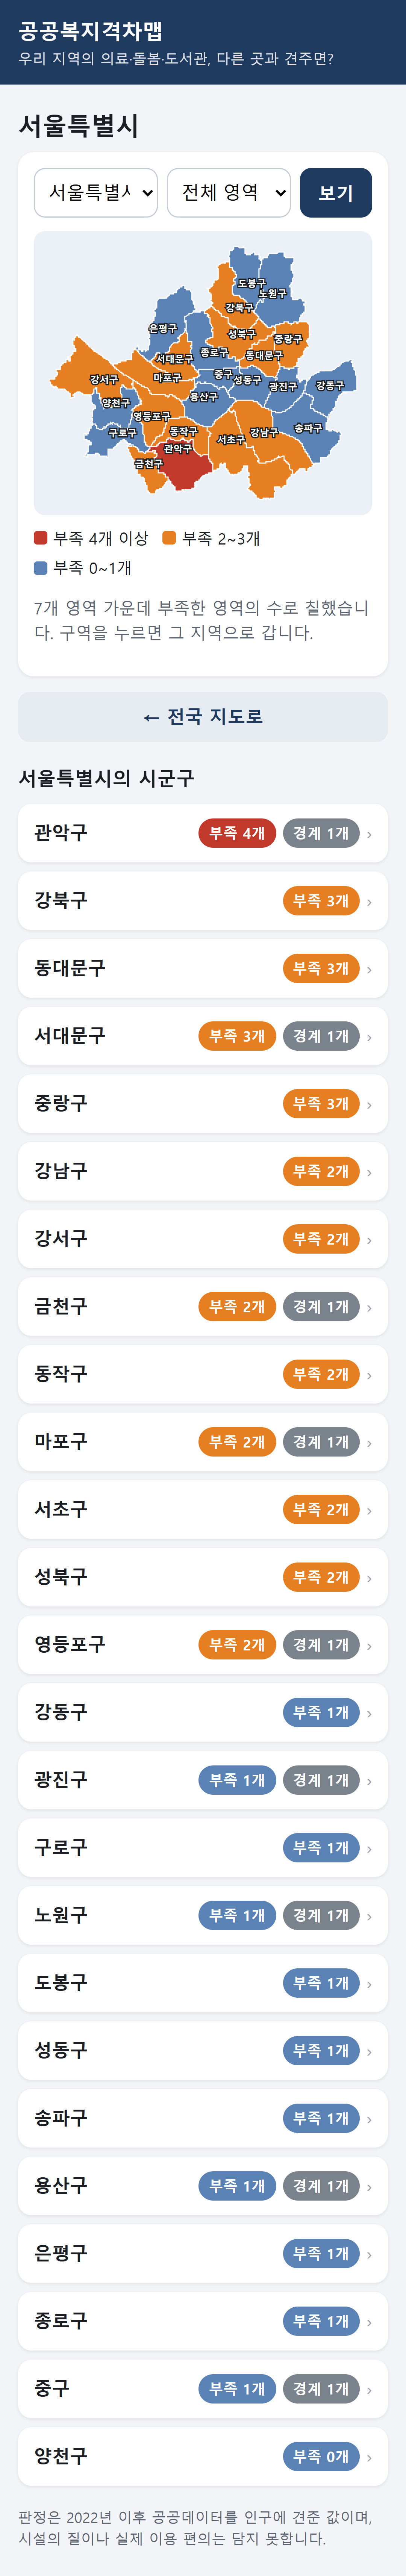 공공복지격차맵
우리 지역의 의료·돌봄·도서관, 다른 곳과 견주면?
서울특별시
서울특별시 전체 영역 보기
도봉구
노원구
강북구
은평구
성북구
중랑구
종로구
서대문구
동대문구
마포구
강서구
중구
성동구
광진구
강동구
용산구
양천구
영등포구
구로구
동작구
서초구
강남구
송파구
관악구
금천구
부족 4개 이상 부족 2~3개
부족 0~1개
7개 영역 가운데 부족한 영역의 수로 칠했습니
다. 구역을 누르면 그 지역으로 갑니다.
← 전국 지도로
서울특별시의 시군구
관악구 부족 4개 경계 1개 ›
강북구 부족 3개 ›
동대문구 부족 3개 ›
서대문구 부족 3개 경계 1개 ›
중랑구 부족 3개 ›
강남구 부족 2개 ›
강서구 부족 2개 ›
금천구 부족 2개 경계 1개 ›
동작구 부족 2개 ›
마포구 부족 2개 경계 1개 ›
서초구 부족 2개 ›
성북구 부족 2개 ›
영등포구 부족 2개 경계 1개 ›
강동구 부족 1개 ›
광진구 부족 1개 경계 1개 ›
구로구 부족 1개 ›
노원구 부족 1개 경계 1개 ›
도봉구 부족 1개 ›
성동구 부족 1개 ›
송파구 부족 1개 ›
용산구 부족 1개 경계 1개 ›
은평구 부족 1개 ›
종로구 부족 1개 ›
중구 부족 1개 경계 1개 ›
양천구 부족 0개 ›
판정은 2022년 이후 공공데이터를 인구에 견준 값이며,
시설의 질이나 실제 이용 편의는 담지 못합니다.